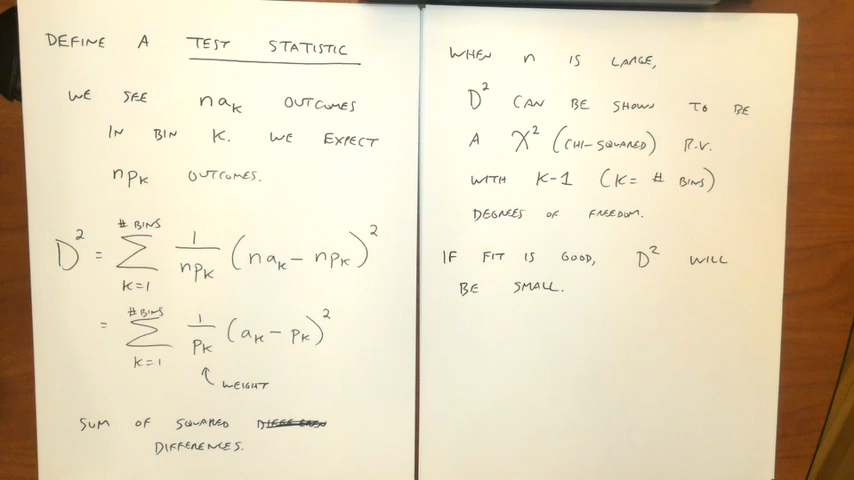 DEFINE A TEST STATISTIC
WE SEE na_k OUTCOMES
IN BIN K. WE EXPECT
np_k OUTCOMES.
D² = Σ_{K=1}^{# BINS} 1/(np_k) (na_k − np_k)²
= Σ_{K=1}^{# BINS} 1/p_k (a_k − p_k)²
↑ WEIGHT
SUM OF SQUARED
DIFFERENCES.
WHEN n IS LARGE,
D² CAN BE SHOWN TO BE
A χ² (CHI-SQUARED) R.V.
WITH K-1 (K= # BINS)
DEGREES OF FREEDOM.
IF FIT IS GOOD, D² WILL
BE SMALL.